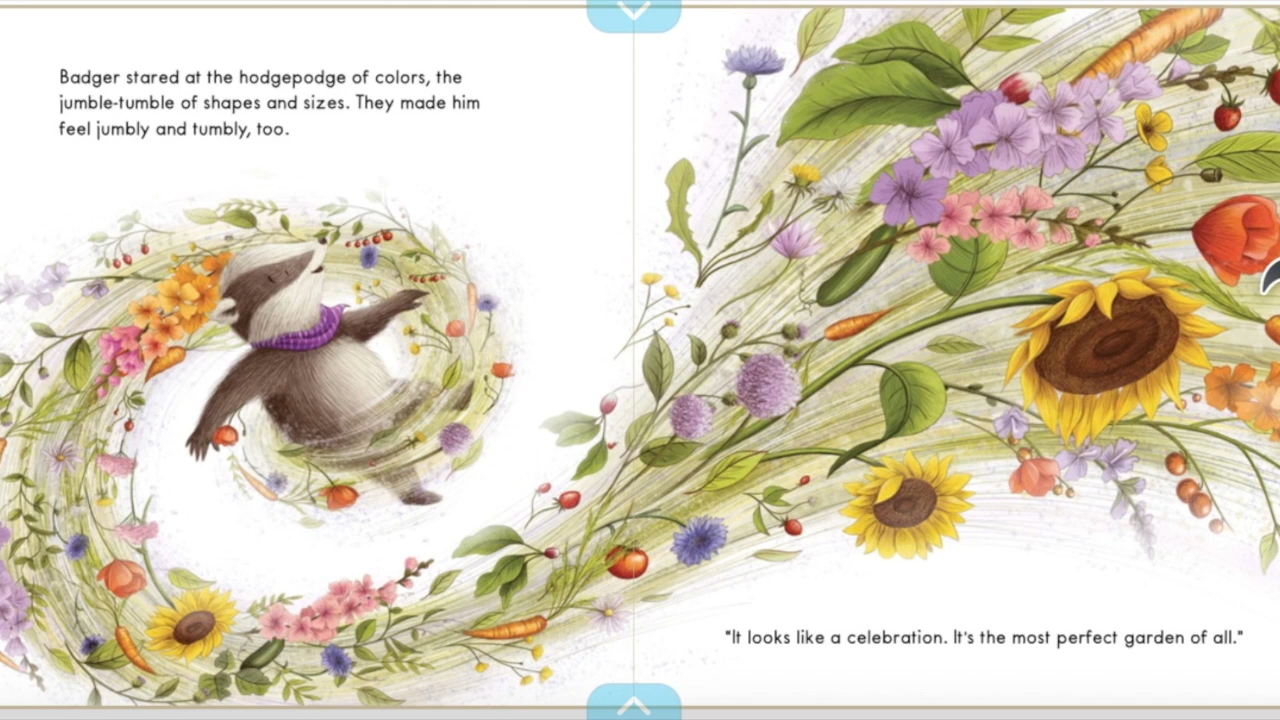 Badger stared at the hodgepodge of colors, the
jumble-tumble of shapes and sizes. They made him
feel jumbly and tumbly, too.
"It looks like a celebration. It's the most perfect garden of all."